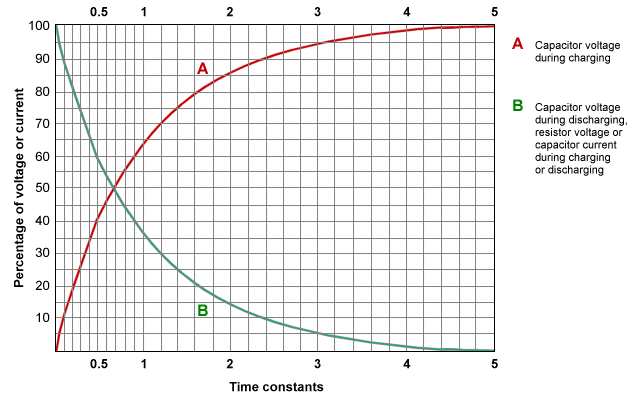 0.5 1 2 3 4 5
100
90
80
70
60
50
40
30
20
10
Percentage of voltage or current
A
B
0.5 1 2 3 4 5
Time constants
A Capacitor voltage
during charging
B Capacitor voltage
during discharging,
resistor voltage or
capacitor current
during charging
or discharging